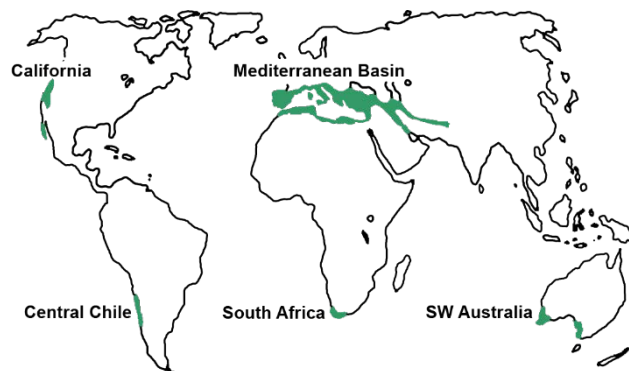 California
Mediterranean Basin
Central Chile
South Africa
SW Australia